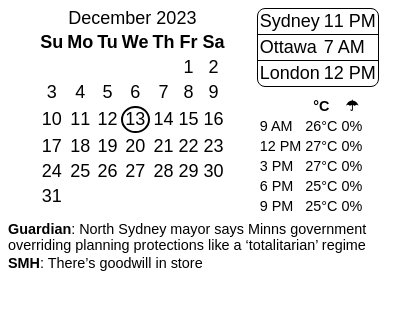 December 2023
Su Mo Tu We Th Fr Sa
1 2
3 4 5 6 7 8 9
10 11 12 13 14 15 16
17 18 19 20 21 22 23
24 25 26 27 28 29 30
31
Sydney 11 PM
Ottawa 7 AM
London 12 PM
°C ☂
9 AM 26°C 0%
12 PM 27°C 0%
3 PM 27°C 0%
6 PM 25°C 0%
9 PM 25°C 0%
Guardian: North Sydney mayor says Minns government
overriding planning protections like a ‘totalitarian’ regime
SMH: There’s goodwill in store